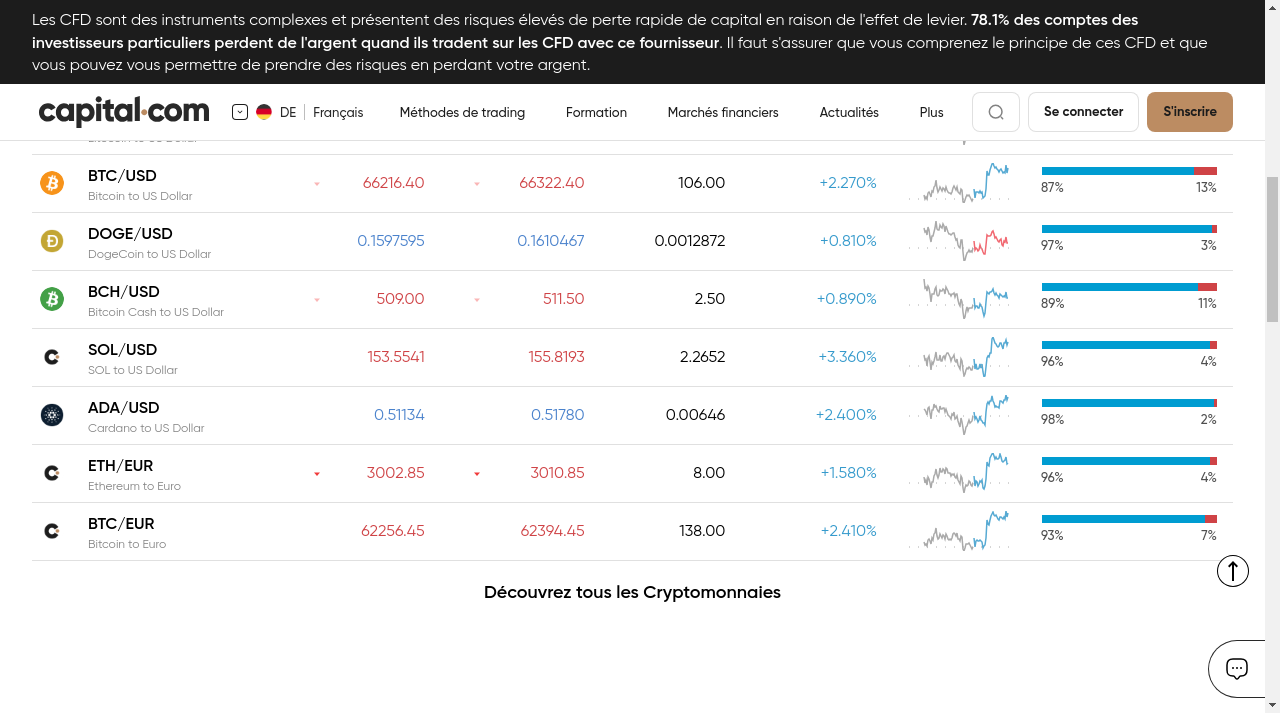 Les CFD sont des instruments complexes et présentent des risques élevés de perte rapide de capital en raison de l'effet de levier. 78.1% des comptes des
investisseurs particuliers perdent de l'argent quand ils tradent sur les CFD avec ce fournisseur. Il faut s'assurer que vous comprenez le principe de ces CFD et que
vous pouvez vous permettre de prendre des risques en perdant votre argent.
capital.com DE Français Méthodes de trading Formation Marchés financiers Actualités Plus Se connecter S'inscrire
BTC/USD 66216.40 66322.40 106.00 +2.270%
Bitcoin to US Dollar 87% 13%
DOGE/USD 0.1597595 0.1610467 0.0012872 +0.810%
DogeCoin to US Dollar 97% 3%
BCH/USD 509.00 511.50 2.50 +0.890%
Bitcoin Cash to US Dollar 89% 11%
SOL/USD 153.5541 155.8193 2.2652 +3.360%
SOL to US Dollar 96% 4%
ADA/USD 0.51134 0.51780 0.00646 +2.400%
Cardano to US Dollar 98% 2%
ETH/EUR 3002.85 3010.85 8.00 +1.580%
Ethereum to Euro 96% 4%
BTC/EUR 62256.45 62394.45 138.00 +2.410%
Bitcoin to Euro 93% 7%
Découvrez tous les Cryptomonnaies